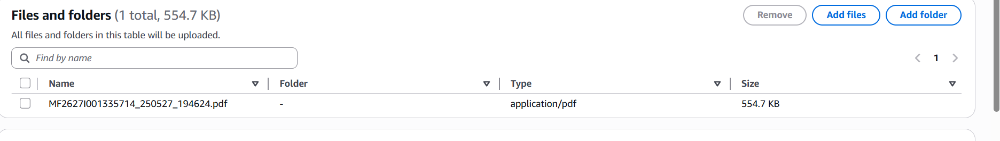 Files and folders (1 total, 554.7 KB)
Remove
Add files
Add folder
All files and folders in this table will be uploaded.
Find by name
1
Name
Folder
Type
Size
MF2627I001335714_250527_194624.pdf
-
application/pdf
554.7 KB